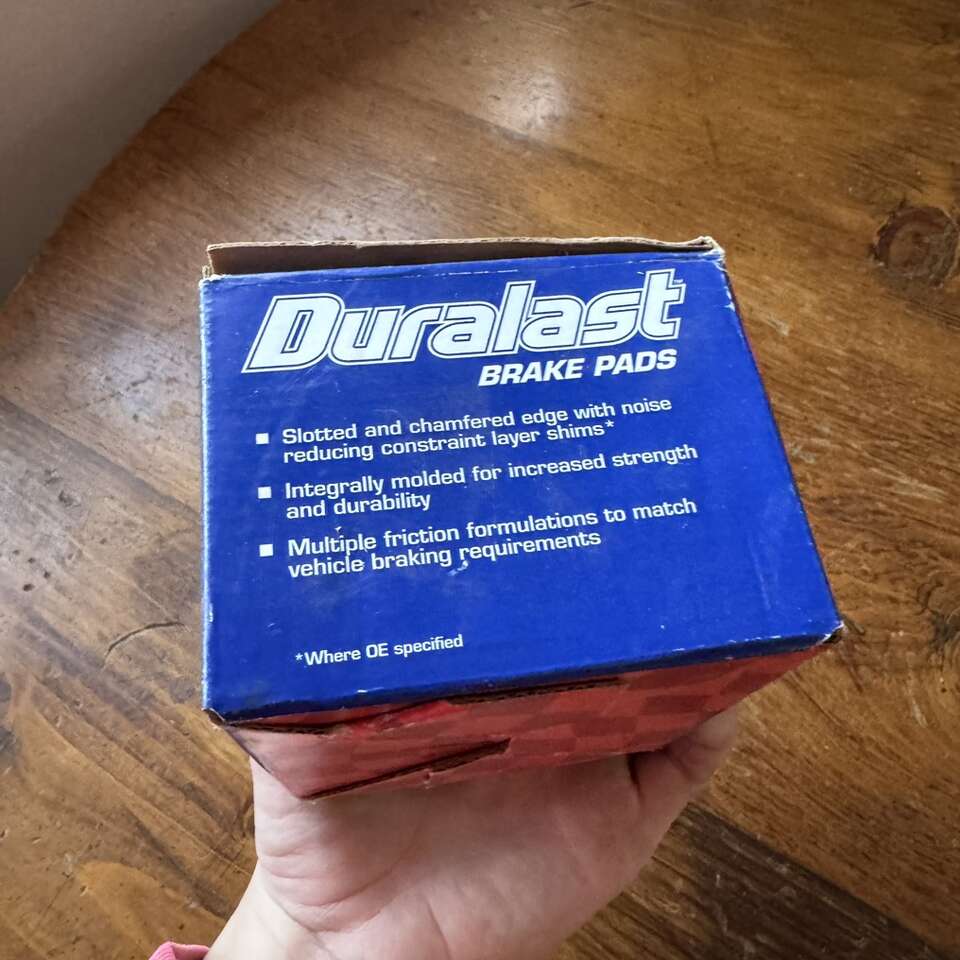 Duralast™
BRAKE PADS
■ Slotted and chamfered edge with noise
reducing constraint layer shims*
■ Integrally molded for increased strength
and durability
■ Multiple friction formulations to match
vehicle braking requirements
*Where OE specified